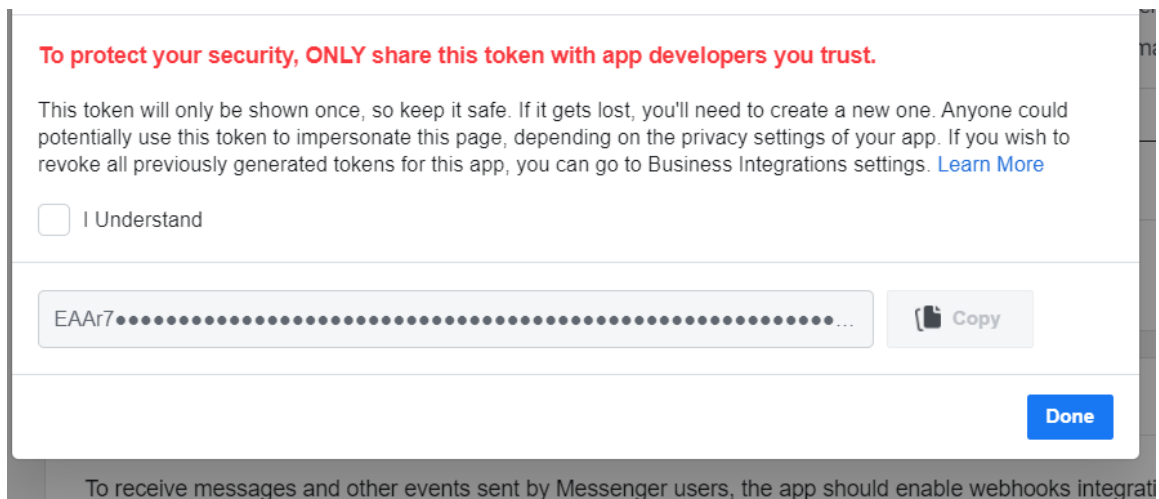 To protect your security, ONLY share this token with app developers you trust.
This token will only be shown once, so keep it safe. If it gets lost, you'll need to create a new one. Anyone could
potentially use this token to impersonate this page, depending on the privacy settings of your app. If you wish to
revoke all previously generated tokens for this app, you can go to Business Integrations settings. Learn More
I Understand
EAAr7•••••••••••••••••••••••••••••••••••••••••••••••••••••••••...
Copy
Done
To receive messages and other events sent by Messenger users, the app should enable webhooks